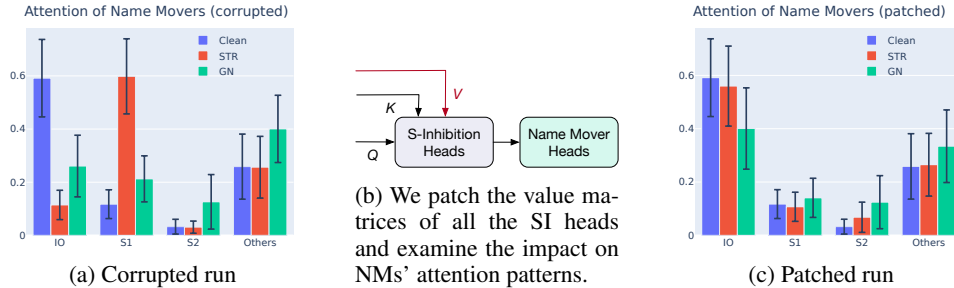 Attention of Name Movers (corrupted)
Clean
STR
GN
0.6
0.4
0.2
0
IO S1 S2 Others
(a) Corrupted run
V
K
Q
S-Inhibition
Heads
Name Mover
Heads
(b) We patch the value ma-
trices of all the SI heads
and examine the impact on
NMs' attention patterns.
Attention of Name Movers (patched)
Clean
STR
GN
0.6
0.4
0.2
0
IO S1 S2 Others
(c) Patched run